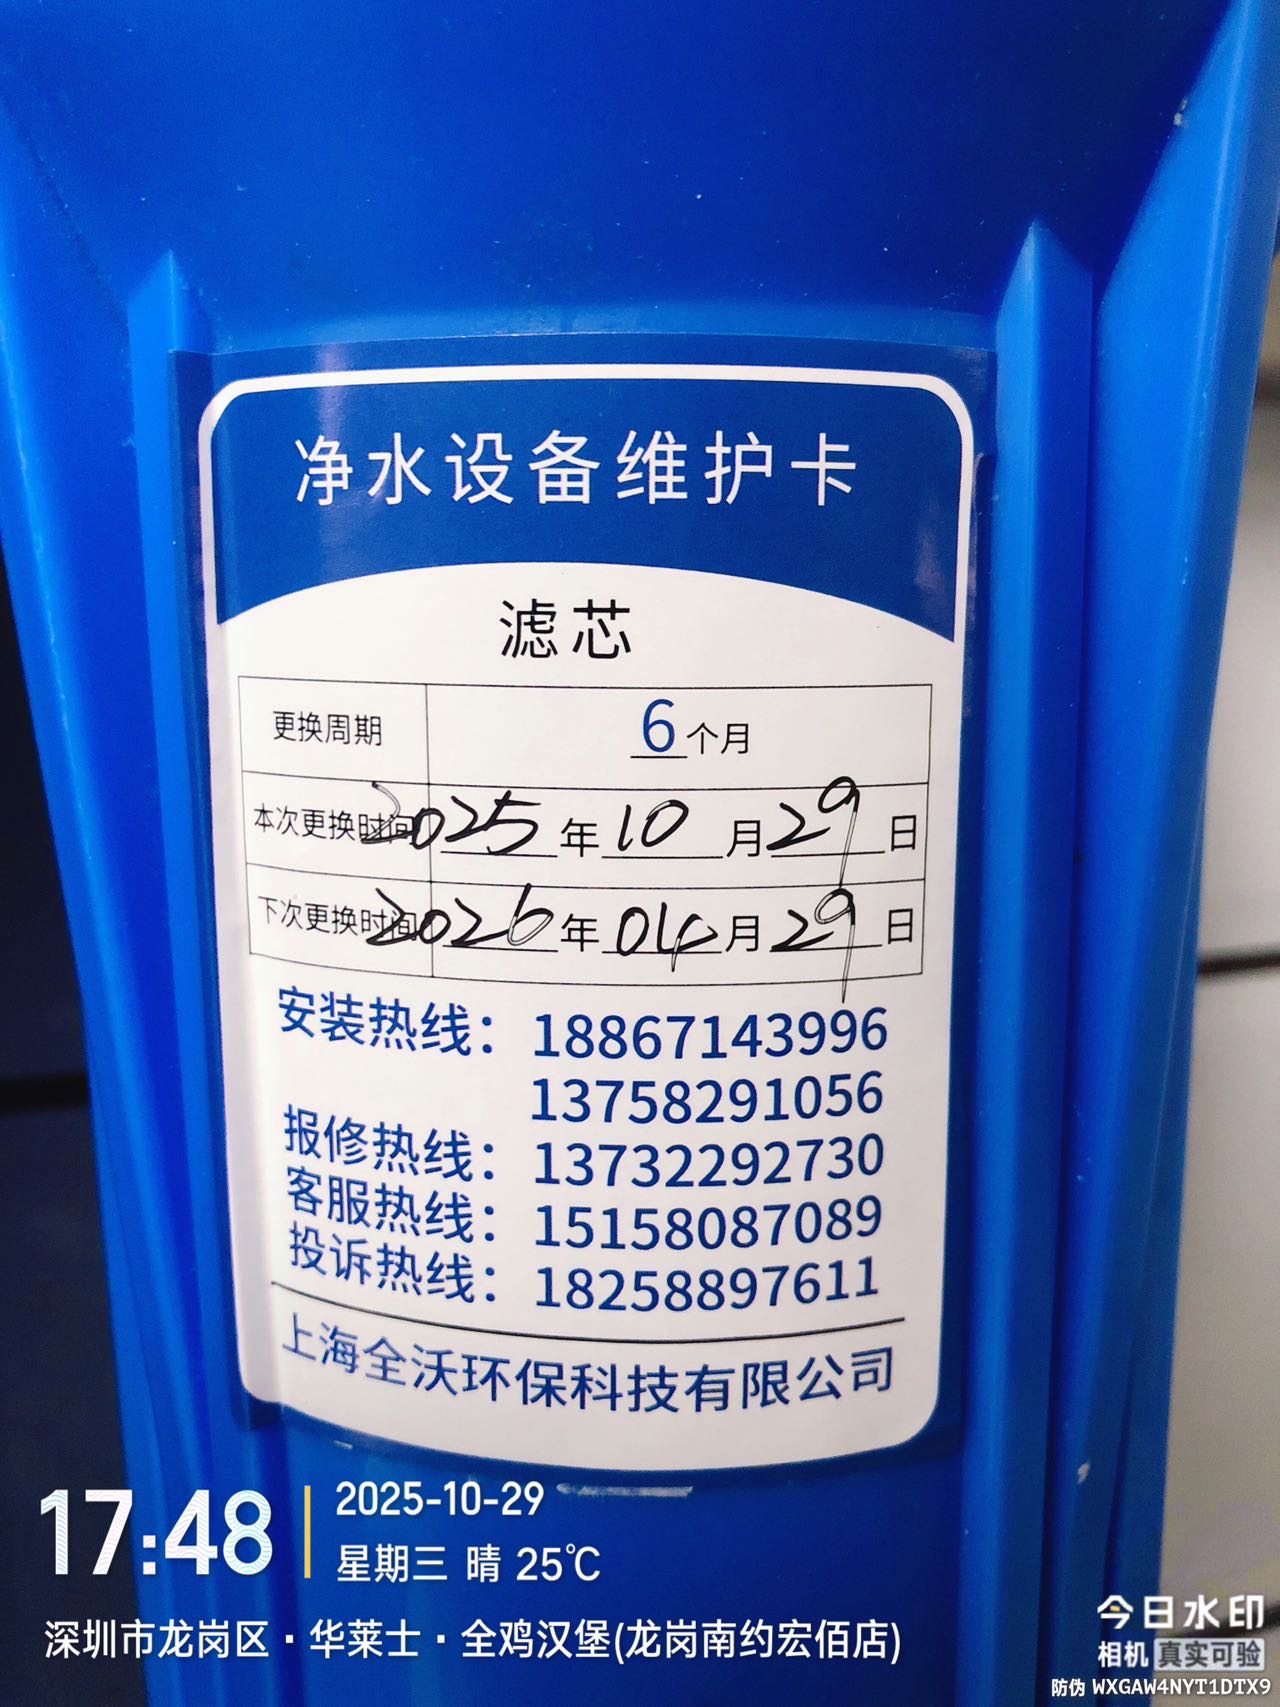 净水设备维护卡
滤芯
更换周期 6个月
本次更换时间 2025年10月29日
下次更换时间 2026年04月29日
安装热线：18867143996
13758291056
报修热线：13732292730
客服热线：15158087089
投诉热线：18258897611
上海全沃环保科技有限公司
17:48
2025-10-29
星期三 晴 25℃
深圳市龙岗区·华莱士·全鸡汉堡(龙岗南约宏佰店)
今日水印
相机 真实可验
防伪 WXGAW4NYT1DTX9